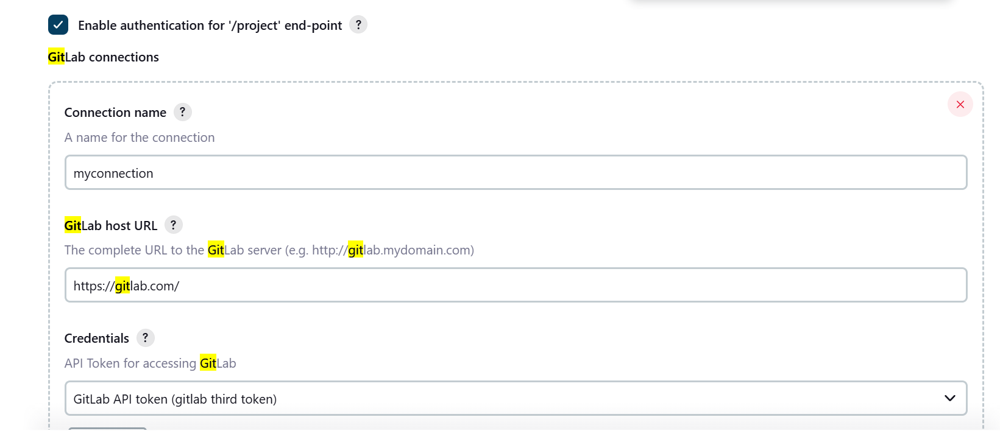 Enable authentication for '/project' end-point ?
GitLab connections
Connection name ?
A name for the connection
myconnection
GitLab host URL ?
The complete URL to the GitLab server (e.g. http://gitlab.mydomain.com)
https://gitlab.com/
Credentials ?
API Token for accessing GitLab
GitLab API token (gitlab third token)